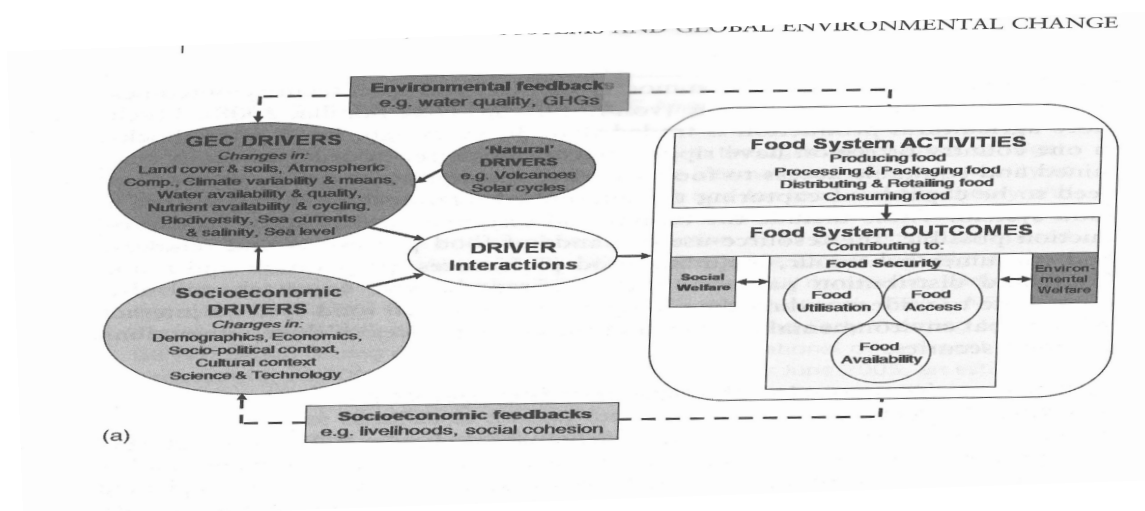 AND GLOBAL ENVIRONMENTAL CHANGE
Environmental feedbacks
e.g. water quality, GHGs
GEC DRIVERS
Changes in:
Land cover & soils, Atmospheric
Comp., Climate variability & means,
Water availability & quality,
Nutrient availability & cycling,
Biodiversity, Sea currents
& salinity, Sea level
'Natural'
DRIVERS
e.g. Volcanoes
Solar cycles
DRIVER
Interactions
Socioeconomic
DRIVERS
Changes in:
Demographics, Economics,
Socio-political context,
Cultural context
Science & Technology
Food System ACTIVITIES
Producing food
Processing & Packaging food
Distributing & Retailing food
Consuming food
Food System OUTCOMES
Contributing to:
Social
Welfare
Food Security
Food
Utilisation
Food
Access
Food
Availability
Environ-
mental
Welfare
Socioeconomic feedbacks
e.g. livelihoods, social cohesion
(a)